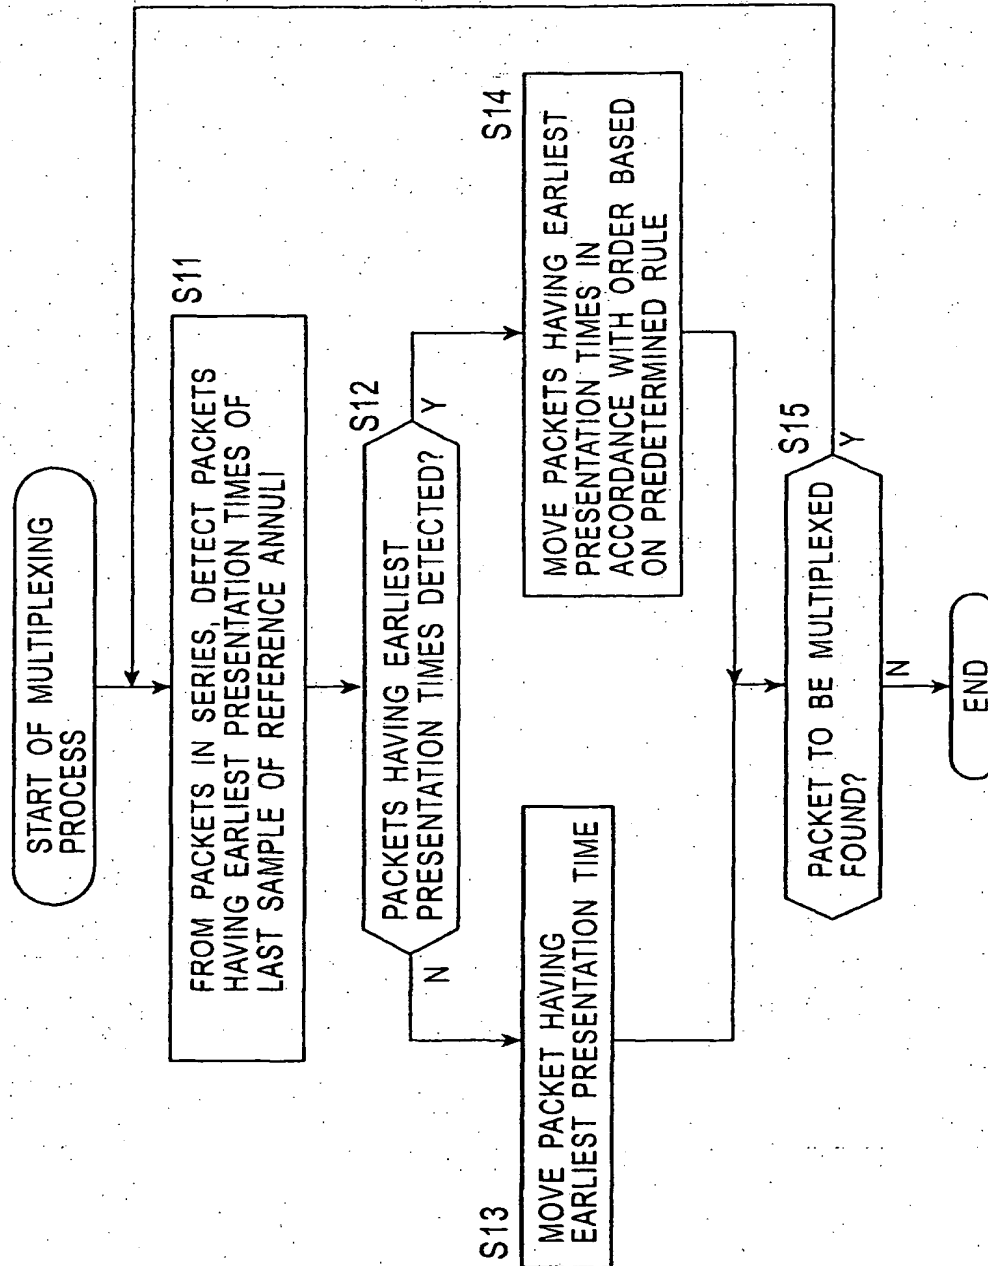 START OF MULTIPLEXING
PROCESS
S11
FROM PACKETS IN SERIES, DETECT PACKETS
HAVING EARLIEST PRESENTATION TIMES OF
LAST SAMPLE OF REFERENCE ANNULI
S12
PACKETS HAVING EARLIEST
PRESENTATION TIMES DETECTED?
N
Y
S13
MOVE PACKET HAVING
EARLIEST PRESENTATION TIME
S14
MOVE PACKETS HAVING EARLIEST
PRESENTATION TIMES IN
ACCORDANCE WITH ORDER BASED
ON PREDETERMINED RULE
S15
PACKET TO BE MULTIPLEXED
FOUND?
Y
N
END